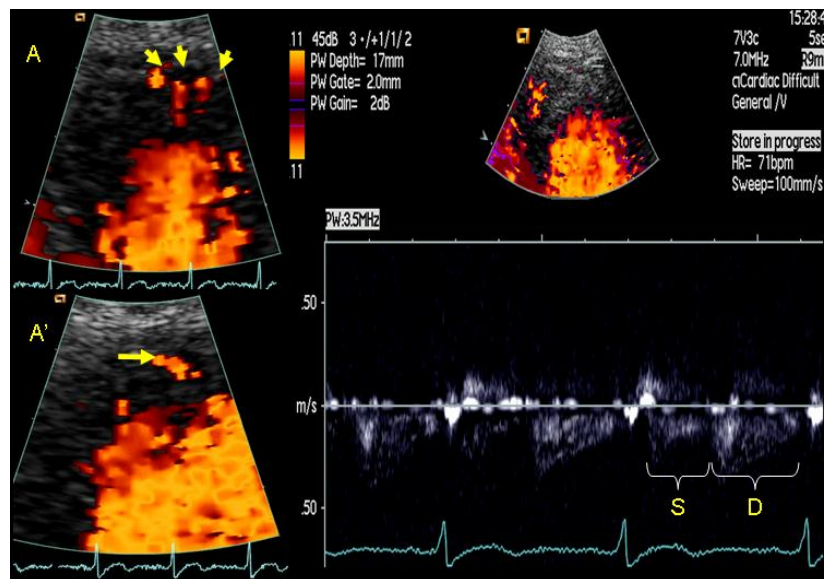 A
.11 45dB 3 •/+1/1/2
PW Depth= 17mm
PW Gate= 2.0mm
PW Gain= 2dB
.11
15:28:4
7V3c 5se
7.0MHz R9m
Cardiac Difficult
General /V
Store in progress
HR= 71bpm
Sweep=100mm/s
PW:3.5MHz
A'
.50
m/s
.50
S D